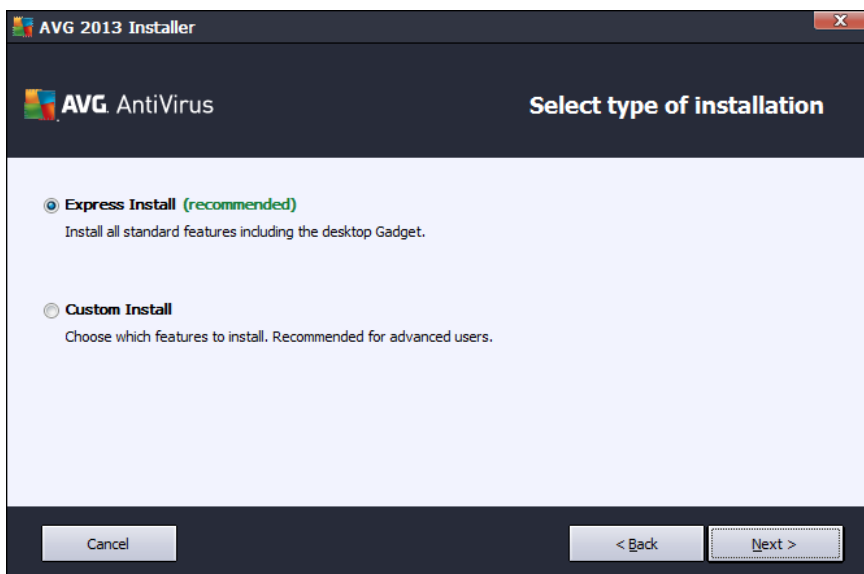 AVG 2013 Installer
X
AVG. AntiVirus
Select type of installation
Express Install (recommended)
Install all standard features including the desktop Gadget.
Custom Install
Choose which features to install. Recommended for advanced users.
Cancel
< Back
Next >